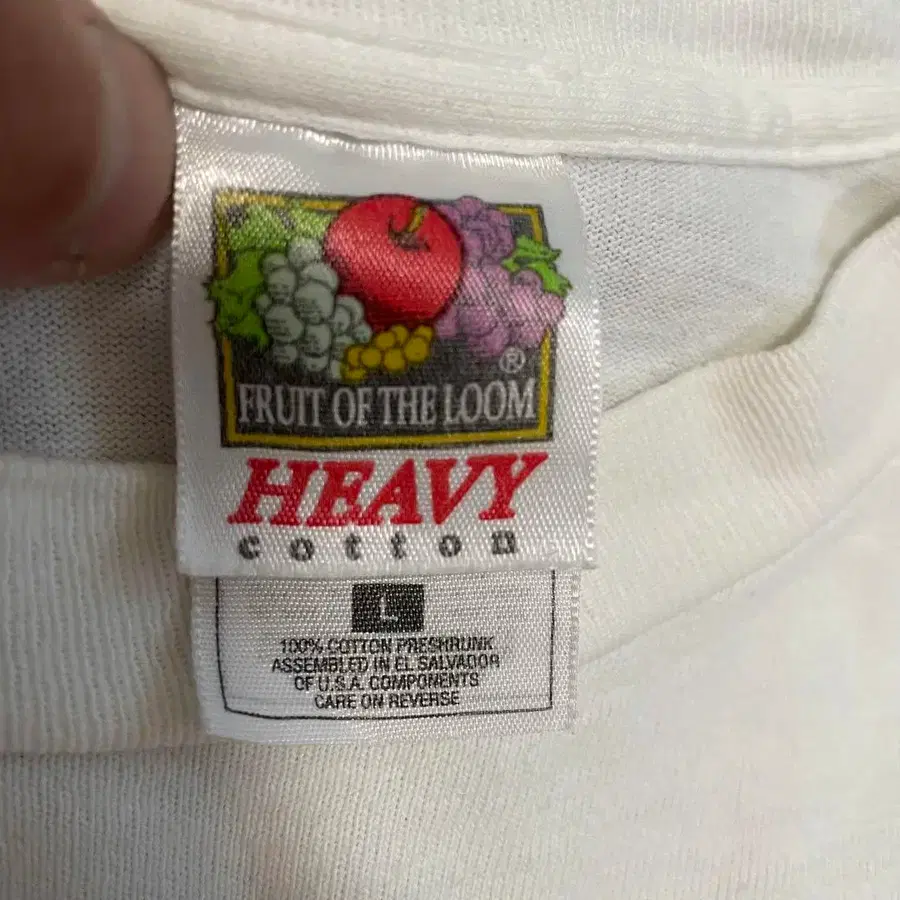 ®
FRUIT OF THE LOOM
HEAVY
cotton
L
100% COTTON PRESHRUNK
ASSEMBLED IN EL SALVADOR
OF U.S.A. COMPONENTS
CARE ON REVERSE